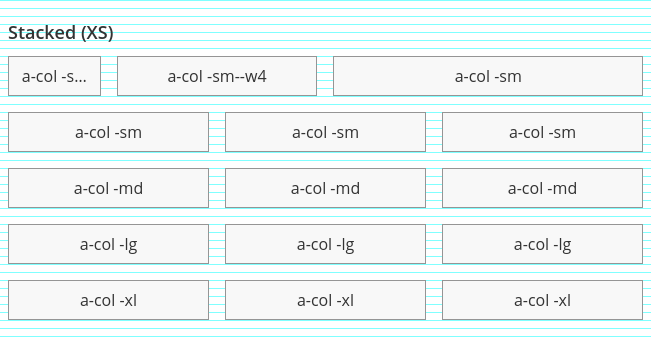 Stacked (XS)
a-col -s... a-col -sm--w4 a-col -sm
a-col -sm a-col -sm a-col -sm
a-col -md a-col -md a-col -md
a-col -lg a-col -lg a-col -lg
a-col -xl a-col -xl a-col -xl